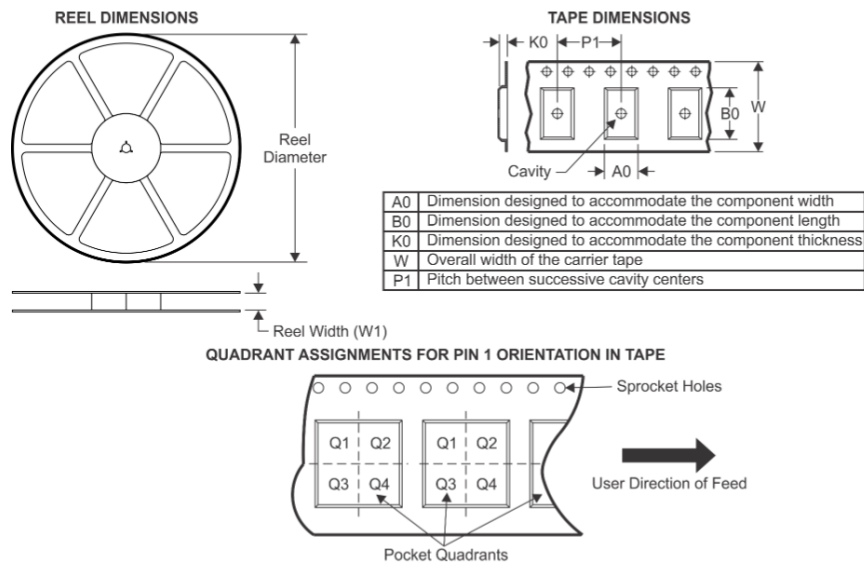 REEL DIMENSIONS
Reel
Diameter
Reel Width (W1)
TAPE DIMENSIONS
K0
P1
B0
W
Cavity
A0
A0 Dimension designed to accommodate the component width
B0 Dimension designed to accommodate the component length
K0 Dimension designed to accommodate the component thickness
W Overall width of the carrier tape
P1 Pitch between successive cavity centers
QUADRANT ASSIGNMENTS FOR PIN 1 ORIENTATION IN TAPE
Sprocket Holes
Q1 Q2 Q1 Q2
Q3 Q4 Q3 Q4
User Direction of Feed
Pocket Quadrants